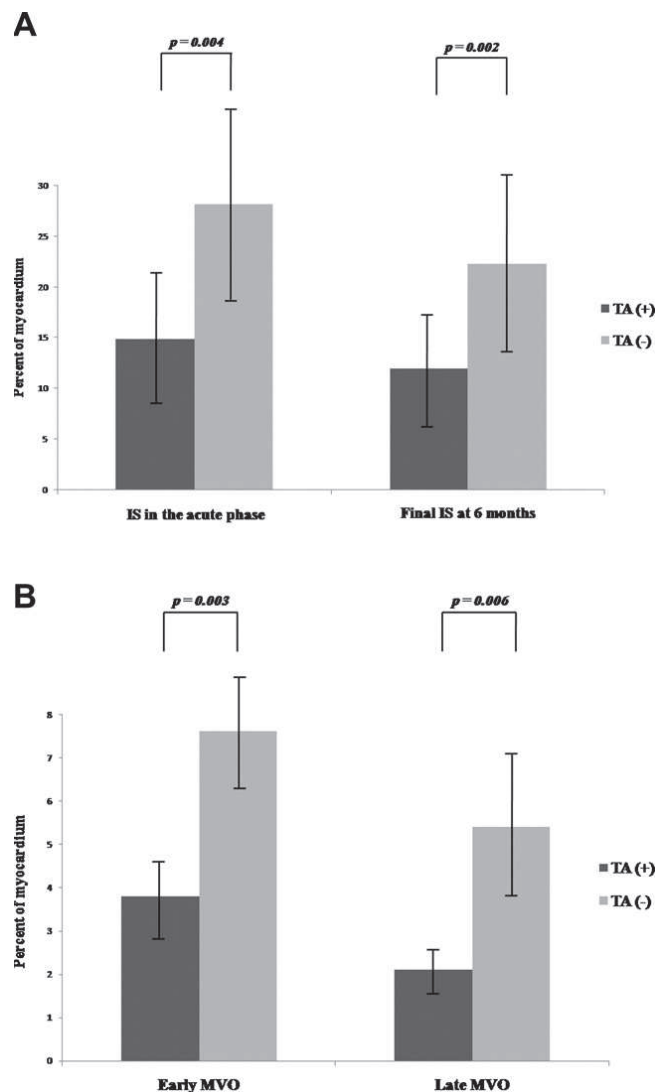 A
p = 0.004
p = 0.002
30
25
20
15
10
5
0
Percent of myocardium
TA (+)
TA (-)
IS in the acute phase
Final IS at 6 months
B
p = 0.003
p = 0.006
8
7
6
5
4
3
2
1
0
Percent of myocardium
TA (+)
TA (-)
Early MVO
Late MVO